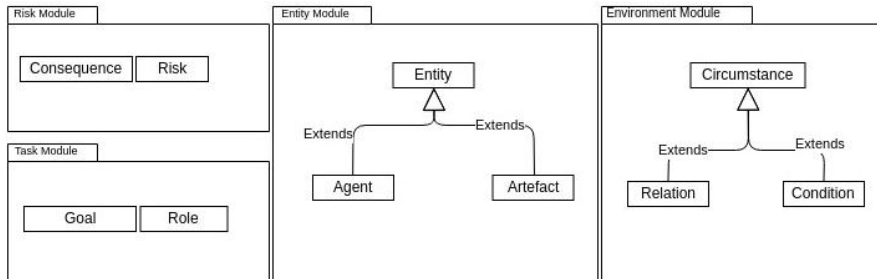 Risk Module
Consequence
Risk
Task Module
Goal
Role
Entity Module
Entity
Extends
Extends
Agent
Artefact
Environment Module
Circumstance
Extends
Extends
Relation
Condition